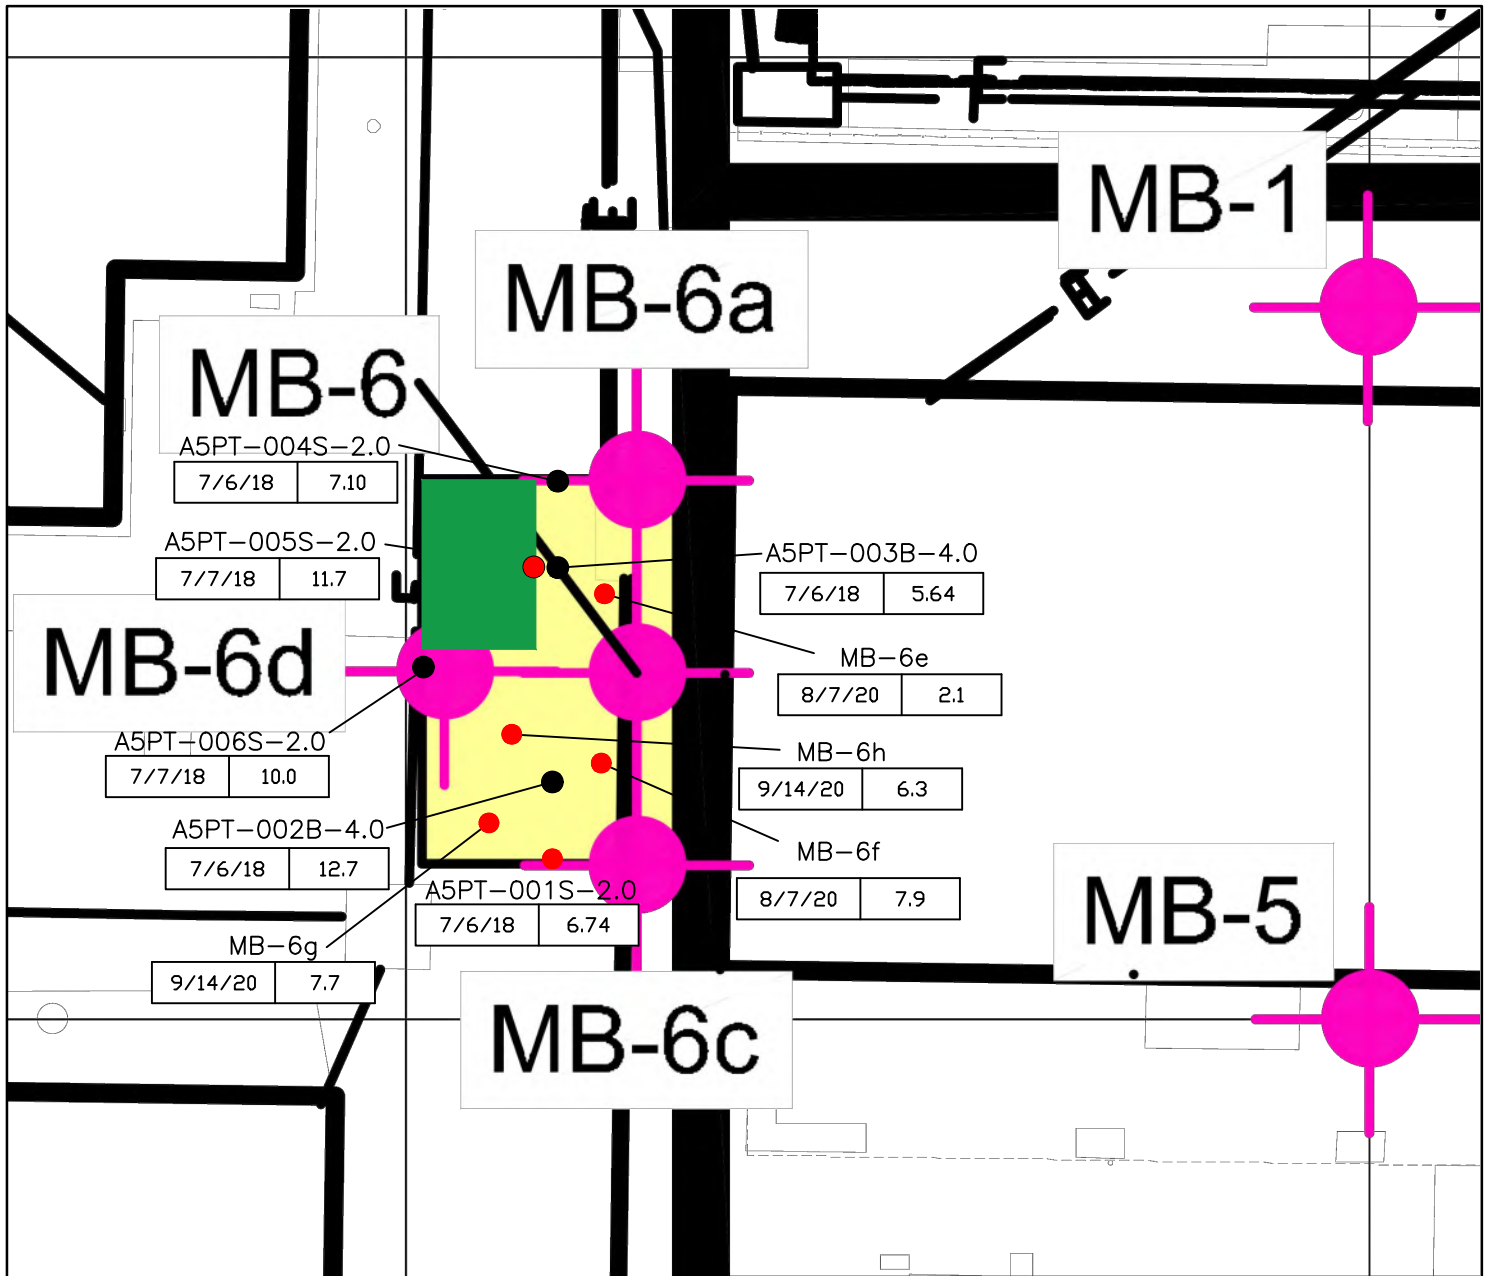 E
MB-1
MB-6a
MB-6
A5PT-004S-2.0
7/6/18 7.10
A5PT-005S-2.0
7/7/18 11.7
A5PT-003B-4.0
7/6/18 5.64
MB-6d
MB-6e
8/7/20 2.1
A5PT-006S-2.0
7/7/18 10.0
MB-6h
9/14/20 6.3
A5PT-002B-4.0
7/6/18 12.7
MB-6f
8/7/20 7.9
A5PT-001S-2.0
7/6/18 6.74
MB-5
MB-6g
9/14/20 7.7
MB-6c